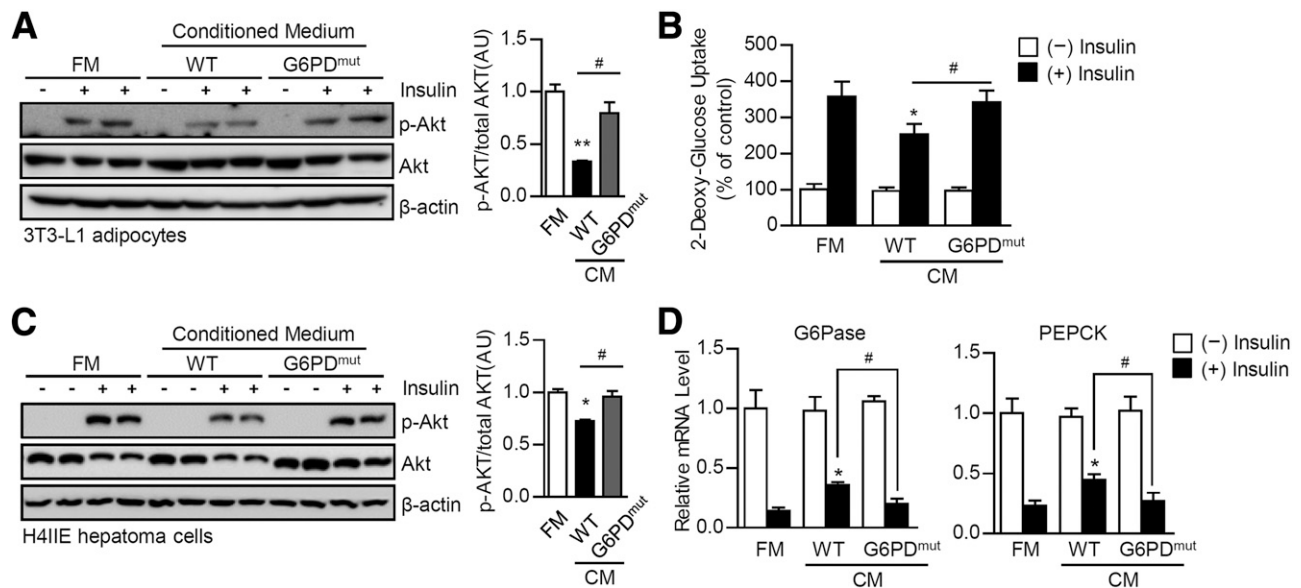 A
Conditioned Medium
FM WT G6PDmut
- + + - + + - + + Insulin
p-Akt
Akt
β-actin
3T3-L1 adipocytes
p-AKT/total AKT(AU)
1.5
1.0
0.5
0.0
#
**
FM WT G6PDmut
CM
B
2-Deoxy-Glucose Uptake
(% of control)
500
400
300
200
100
0
#
*
(−) Insulin
(+) Insulin
FM WT G6PDmut
CM
C
Conditioned Medium
FM WT G6PDmut
- - + + - - + + - - + + Insulin
p-Akt
Akt
β-actin
H4IIE hepatoma cells
p-AKT/total AKT(AU)
1.5
1.0
0.5
0.0
#
*
FM WT G6PDmut
CM
D
G6Pase
Relative mRNA Level
1.5
1.0
0.5
0.0
#
*
FM WT G6PDmut
CM
PEPCK
1.5
1.0
0.5
0.0
#
*
FM WT G6PDmut
CM
(−) Insulin
(+) Insulin